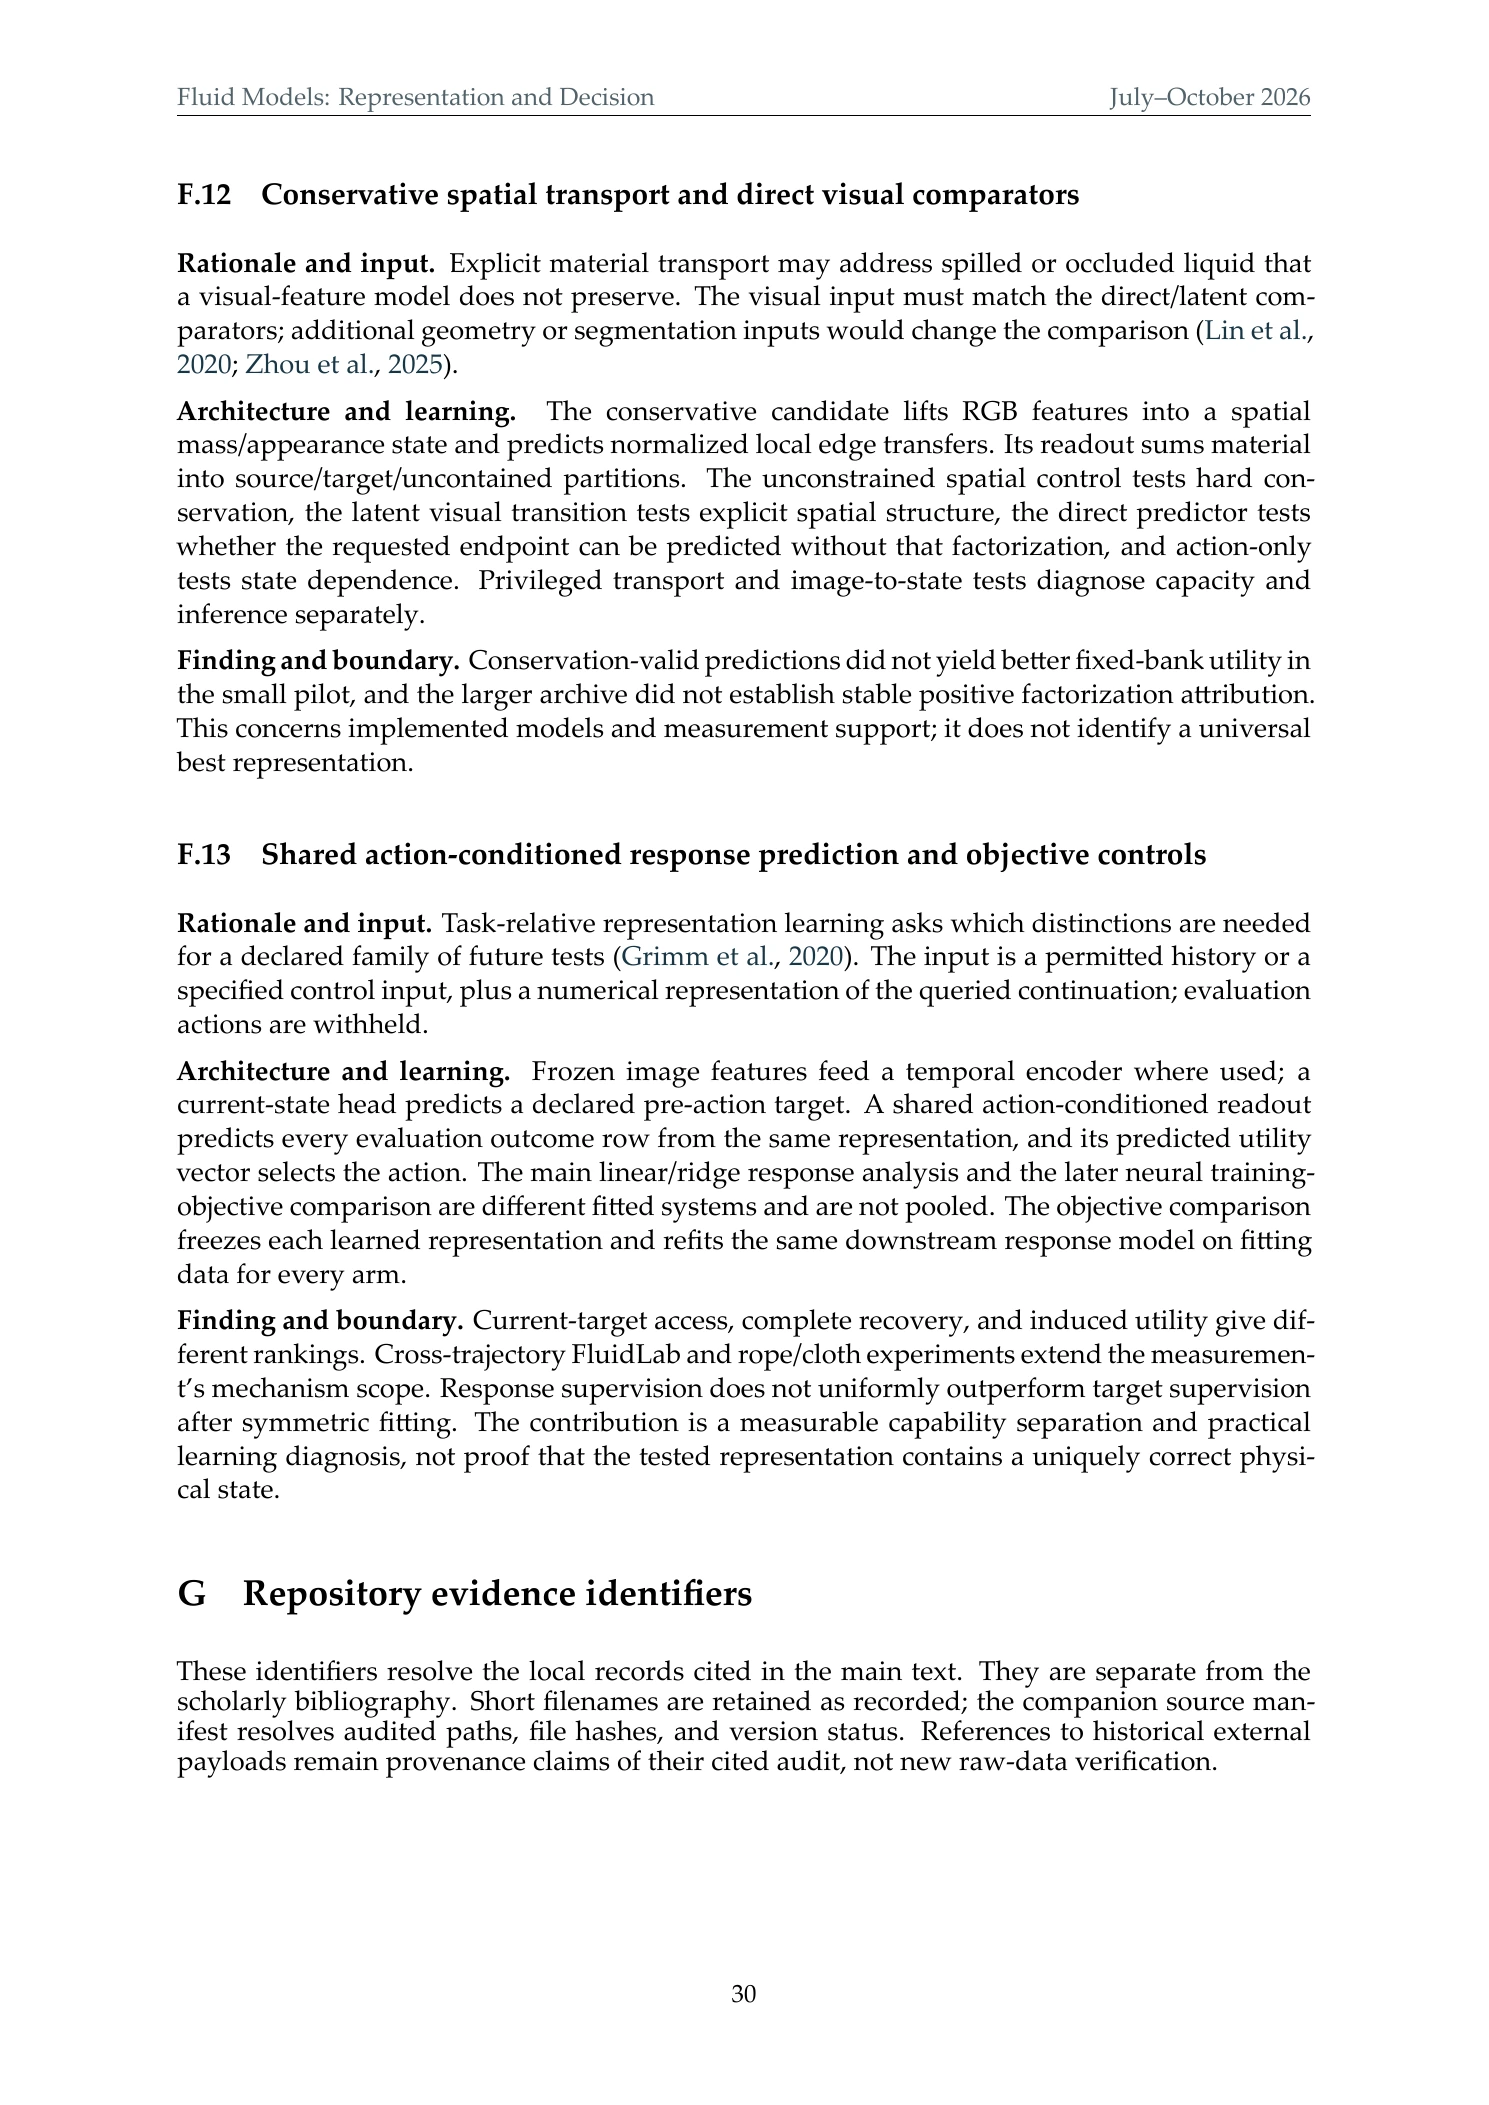 Fluid Models: Representation and Decision July–October 2026
F.12 Conservative spatial transport and direct visual comparators
Rationale and input. Explicit material transport may address spilled or occluded liquid that
a visual-feature model does not preserve. The visual input must match the direct/latent com-
parators; additional geometry or segmentation inputs would change the comparison (Lin et al.,
2020; Zhou et al., 2025).
Architecture and learning. The conservative candidate lifts RGB features into a spatial
mass/appearance state and predicts normalized local edge transfers. Its readout sums material
into source/target/uncontained partitions. The unconstrained spatial control tests hard con-
servation, the latent visual transition tests explicit spatial structure, the direct predictor tests
whether the requested endpoint can be predicted without that factorization, and action-only
tests state dependence. Privileged transport and image-to-state tests diagnose capacity and
inference separately.
Finding and boundary. Conservation-valid predictions did not yield better fixed-bank utility in
the small pilot, and the larger archive did not establish stable positive factorization attribution.
This concerns implemented models and measurement support; it does not identify a universal
best representation.
F.13 Shared action-conditioned response prediction and objective controls
Rationale and input. Task-relative representation learning asks which distinctions are needed
for a declared family of future tests (Grimm et al., 2020). The input is a permitted history or a
specified control input, plus a numerical representation of the queried continuation; evaluation
actions are withheld.
Architecture and learning. Frozen image features feed a temporal encoder where used; a
current-state head predicts a declared pre-action target. A shared action-conditioned readout
predicts every evaluation outcome row from the same representation, and its predicted utility
vector selects the action. The main linear/ridge response analysis and the later neural training-
objective comparison are different fitted systems and are not pooled. The objective comparison
freezes each learned representation and refits the same downstream response model on fitting
data for every arm.
Finding and boundary. Current-target access, complete recovery, and induced utility give dif-
ferent rankings. Cross-trajectory FluidLab and rope/cloth experiments extend the measuremen-
t's mechanism scope. Response supervision does not uniformly outperform target supervision
after symmetric fitting. The contribution is a measurable capability separation and practical
learning diagnosis, not proof that the tested representation contains a uniquely correct physi-
cal state.
G Repository evidence identifiers
These identifiers resolve the local records cited in the main text. They are separate from the
scholarly bibliography. Short filenames are retained as recorded; the companion source man-
ifest resolves audited paths, file hashes, and version status. References to historical external
payloads remain provenance claims of their cited audit, not new raw-data verification.
30